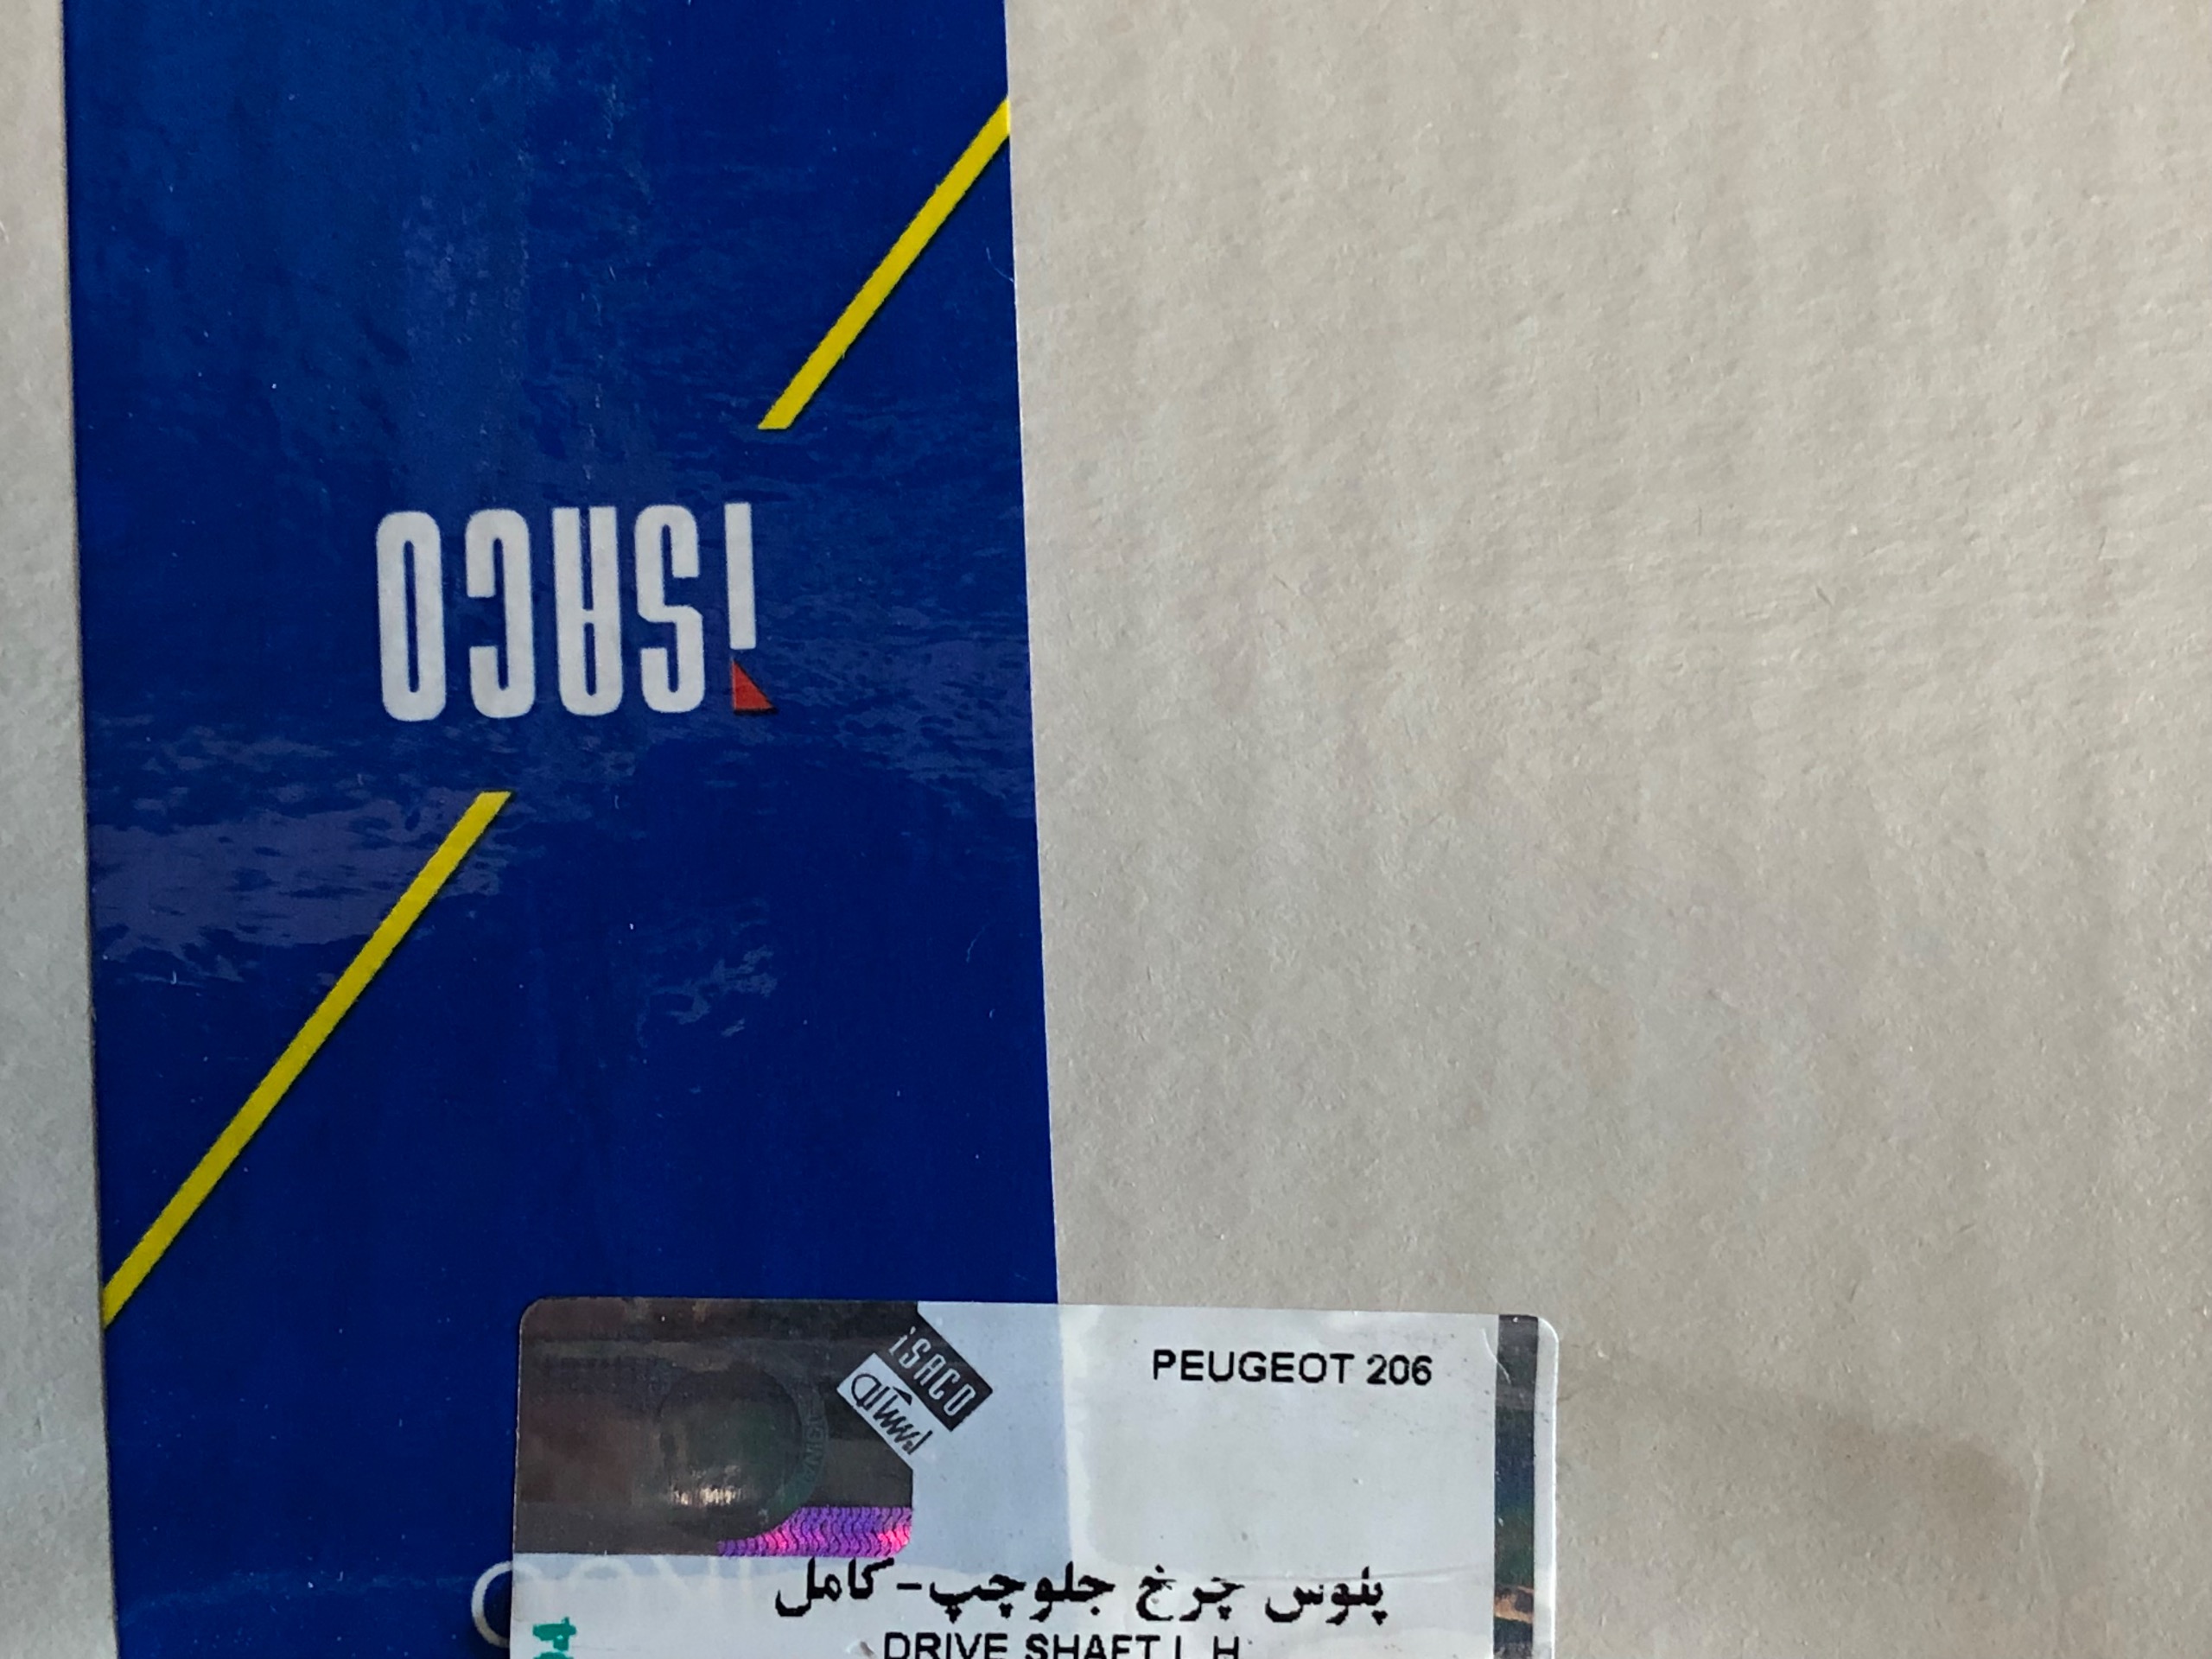 ISACO
ISACO
ایساکو
PEUGEOT 206
پلوس چرخ جلوچپ-کامل
DRIVE SHAFT L.H